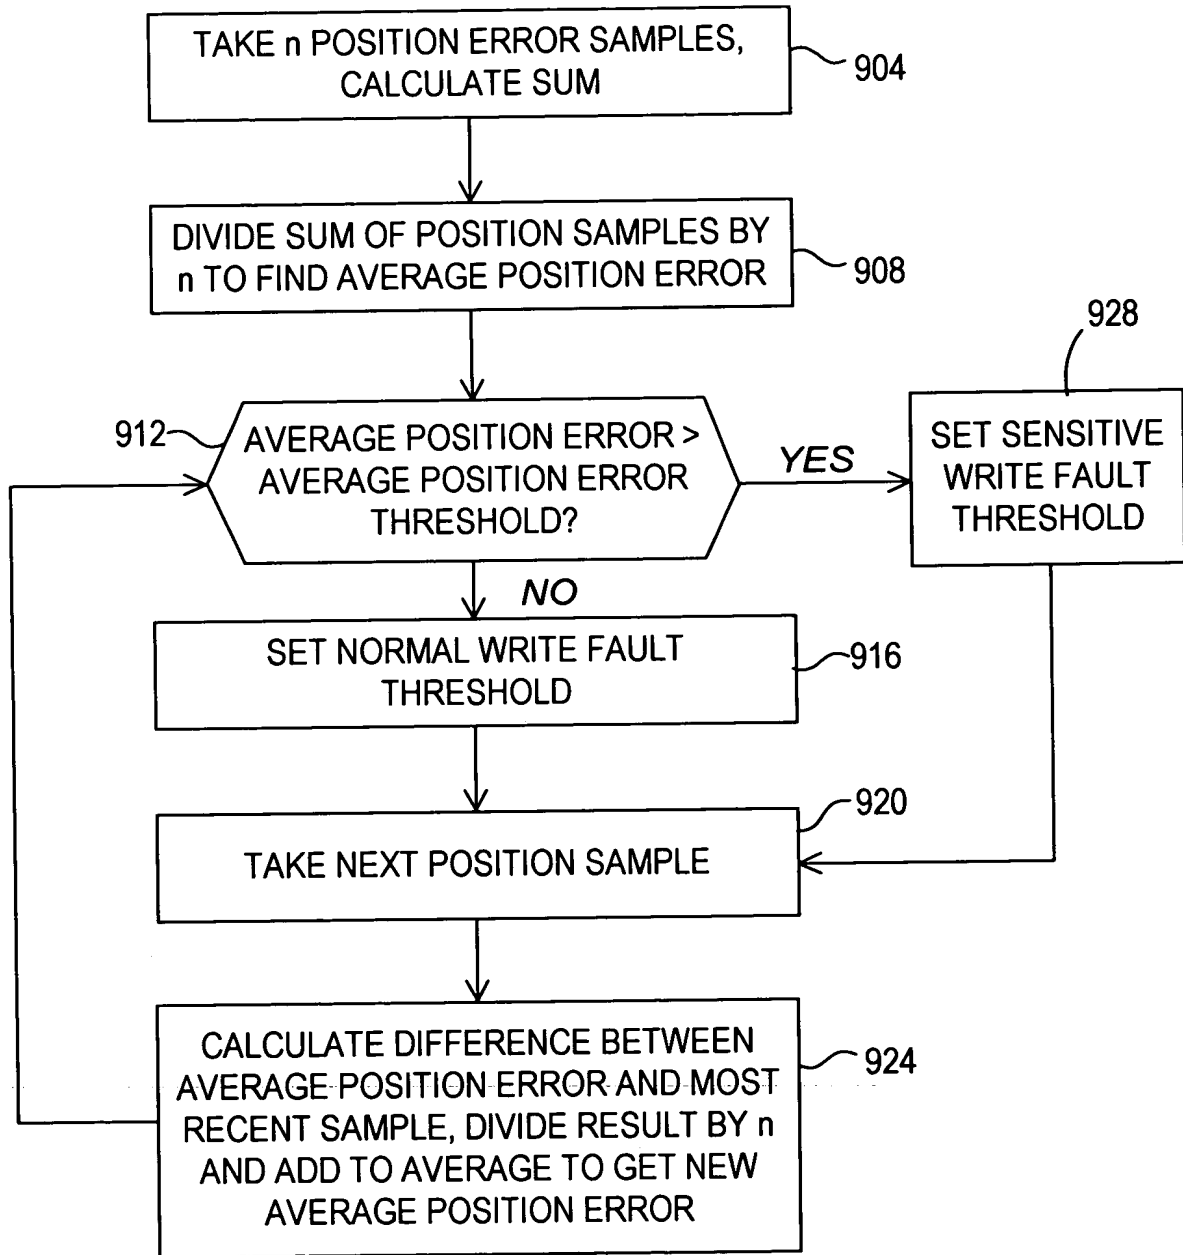 TAKE n POSITION ERROR SAMPLES,
CALCULATE SUM
904
DIVIDE SUM OF POSITION SAMPLES BY
n TO FIND AVERAGE POSITION ERROR
908
912
AVERAGE POSITION ERROR >
AVERAGE POSITION ERROR
THRESHOLD?
YES
928
SET SENSITIVE
WRITE FAULT
THRESHOLD
NO
SET NORMAL WRITE FAULT
THRESHOLD
916
920
TAKE NEXT POSITION SAMPLE
CALCULATE DIFFERENCE BETWEEN
AVERAGE POSITION ERROR AND MOST
RECENT SAMPLE, DIVIDE RESULT BY n
AND ADD TO AVERAGE TO GET NEW
AVERAGE POSITION ERROR
924